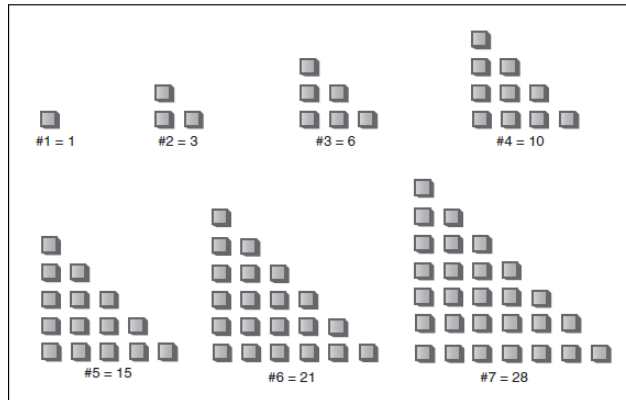 #1 = 1
#2 = 3
#3 = 6
#4 = 10
#5 = 15
#6 = 21
#7 = 28